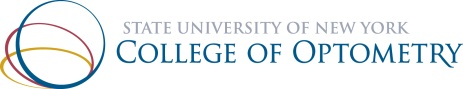 STATE UNIVERSITY OF NEW YORK
COLLEGE OF OPTOMETRY